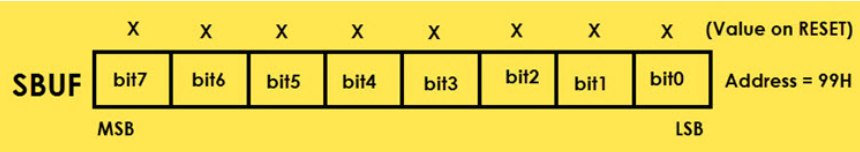 X X X X X X X X (Value on RESET)
SBUF bit7 bit6 bit5 bit4 bit3 bit2 bit1 bit0 Address = 99H
MSB LSB